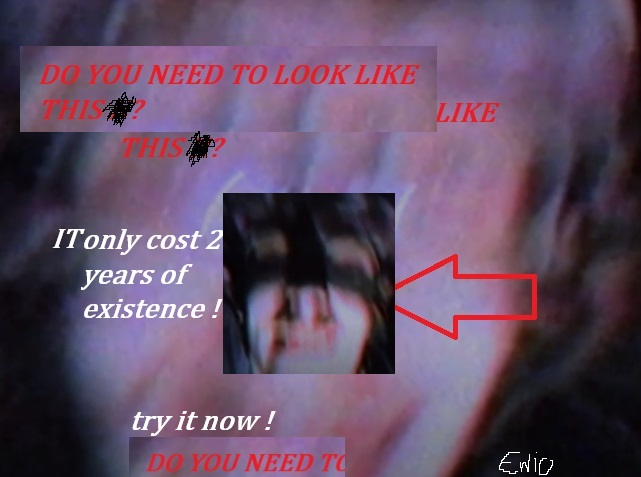 DO YOU NEED TO LOOK LIKE
THIS ?
LIKE
THIS ?
IT only cost 2
years of
existence !
try it now !
DO YOU NEED TO